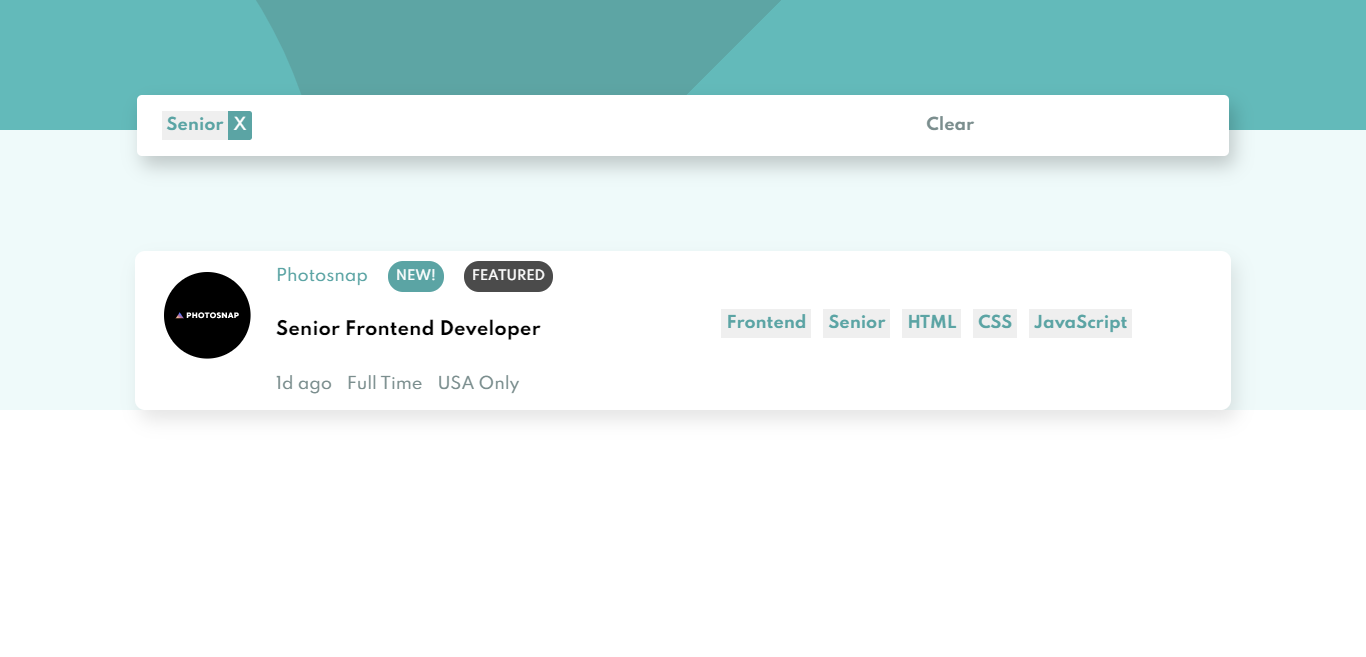 Senior X Clear
Photosnap NEW! FEATURED
PHOTOSNAP
Senior Frontend Developer
Frontend Senior HTML CSS JavaScript
1d ago Full Time USA Only